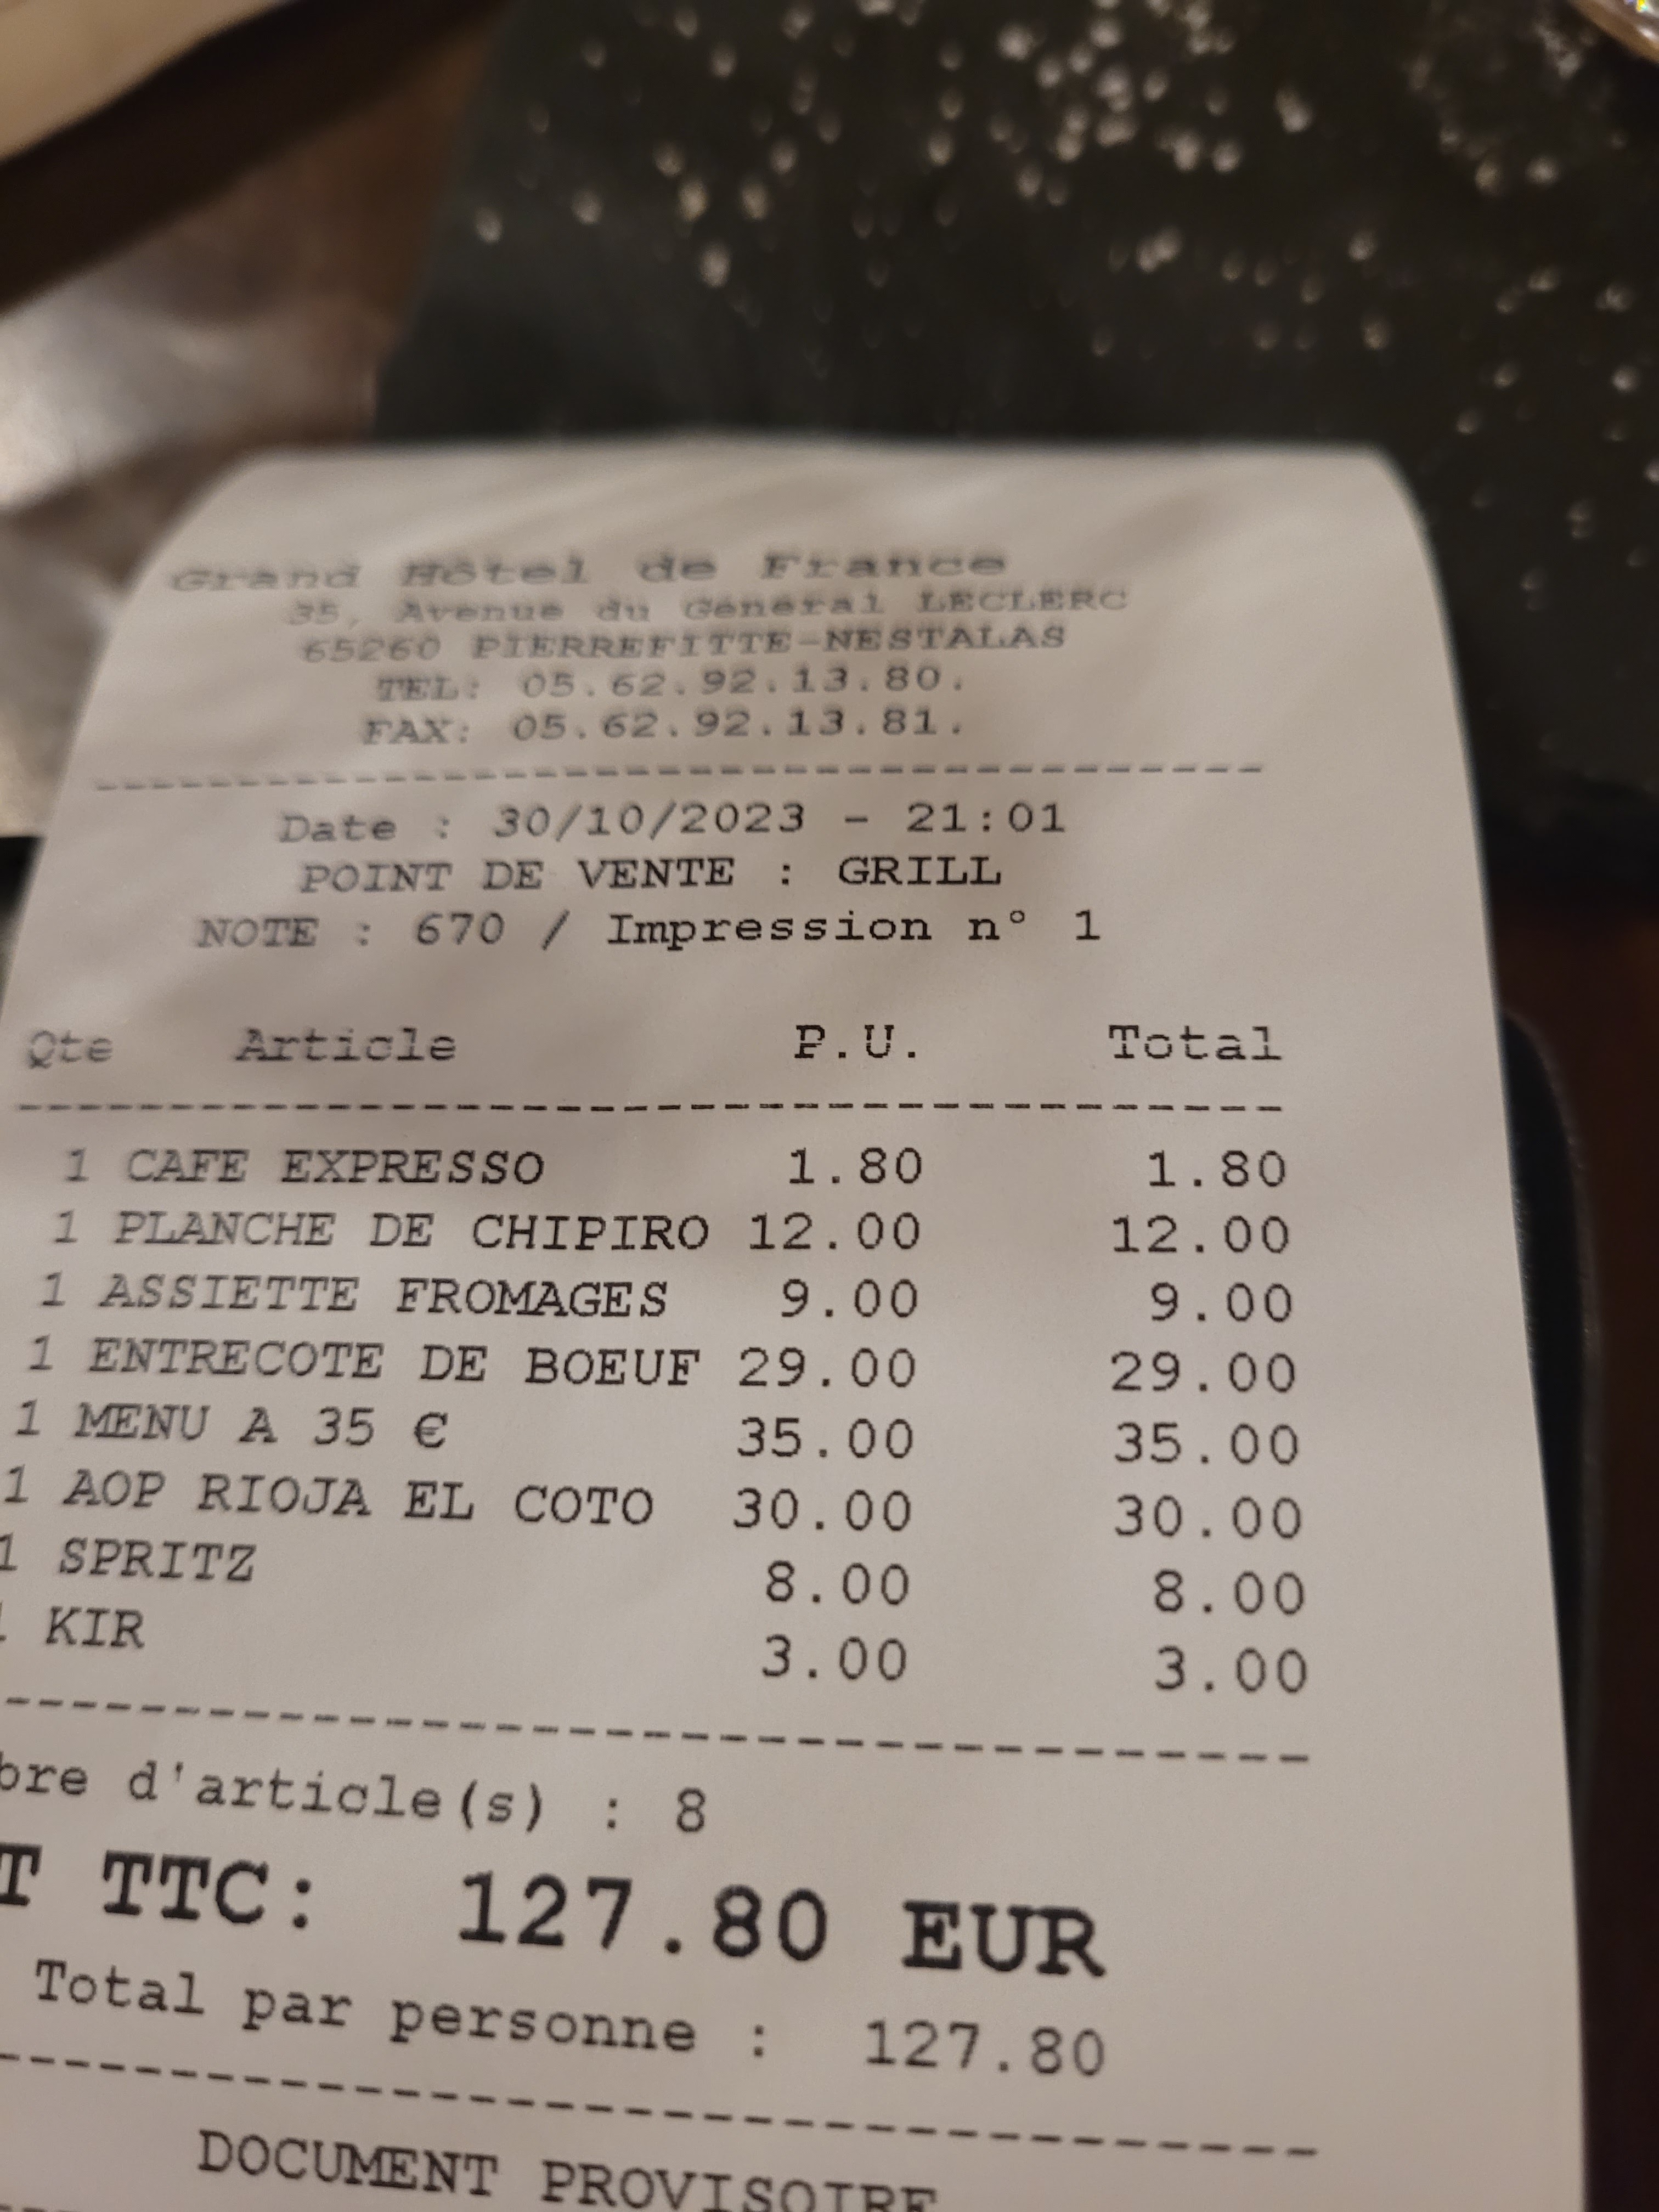 Grand Hôtel de France
35, Avenue du Général LECLERC
65260 PIERREFITTE-NESTALAS
TEL: 05.62.92.13.80.
FAX: 05.62.92.13.81.
Date : 30/10/2023 - 21:01
POINT DE VENTE : GRILL
NOTE : 670 / Impression n° 1
Qte Article P.U. Total
1 CAFE EXPRESSO 1.80 1.80
1 PLANCHE DE CHIPIRO 12.00 12.00
1 ASSIETTE FROMAGES 9.00 9.00
1 ENTRECOTE DE BOEUF 29.00 29.00
1 MENU A 35 € 35.00 35.00
1 AOP RIOJA EL COTO 30.00 30.00
1 SPRITZ 8.00 8.00
1 KIR 3.00 3.00
bre d'article(s) : 8
T TTC: 127.80 EUR
Total par personne : 127.80
DOCUMENT PROVISOIRE